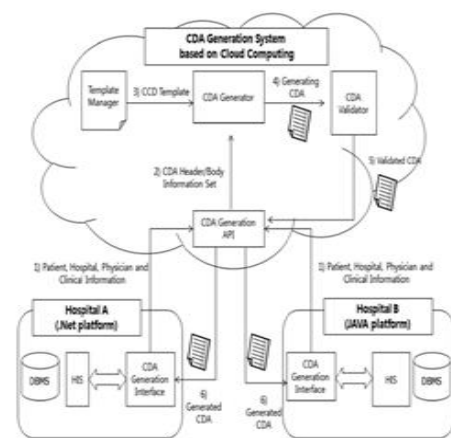 CDA Generation System
based on Cloud Computing
Template
Manager
3) CCD Template
CDA Generator
4) Generating
CDA
CDA
Validator
2) CDA Header/Body
Information Set
5) Validated CDA
CDA Generation
API
1) Patient, Hospital, Physician and
Clinical Information
1) Patient, Hospital, Physician and
Clinical Information
Hospital A
(.Net platform)
Hospital B
(JAVA platform)
DBMS
HIS
CDA
Generation
Interface
6)
Generated
CDA
6)
Generated
CDA
CDA
Generation
Interface
HIS
DBMS